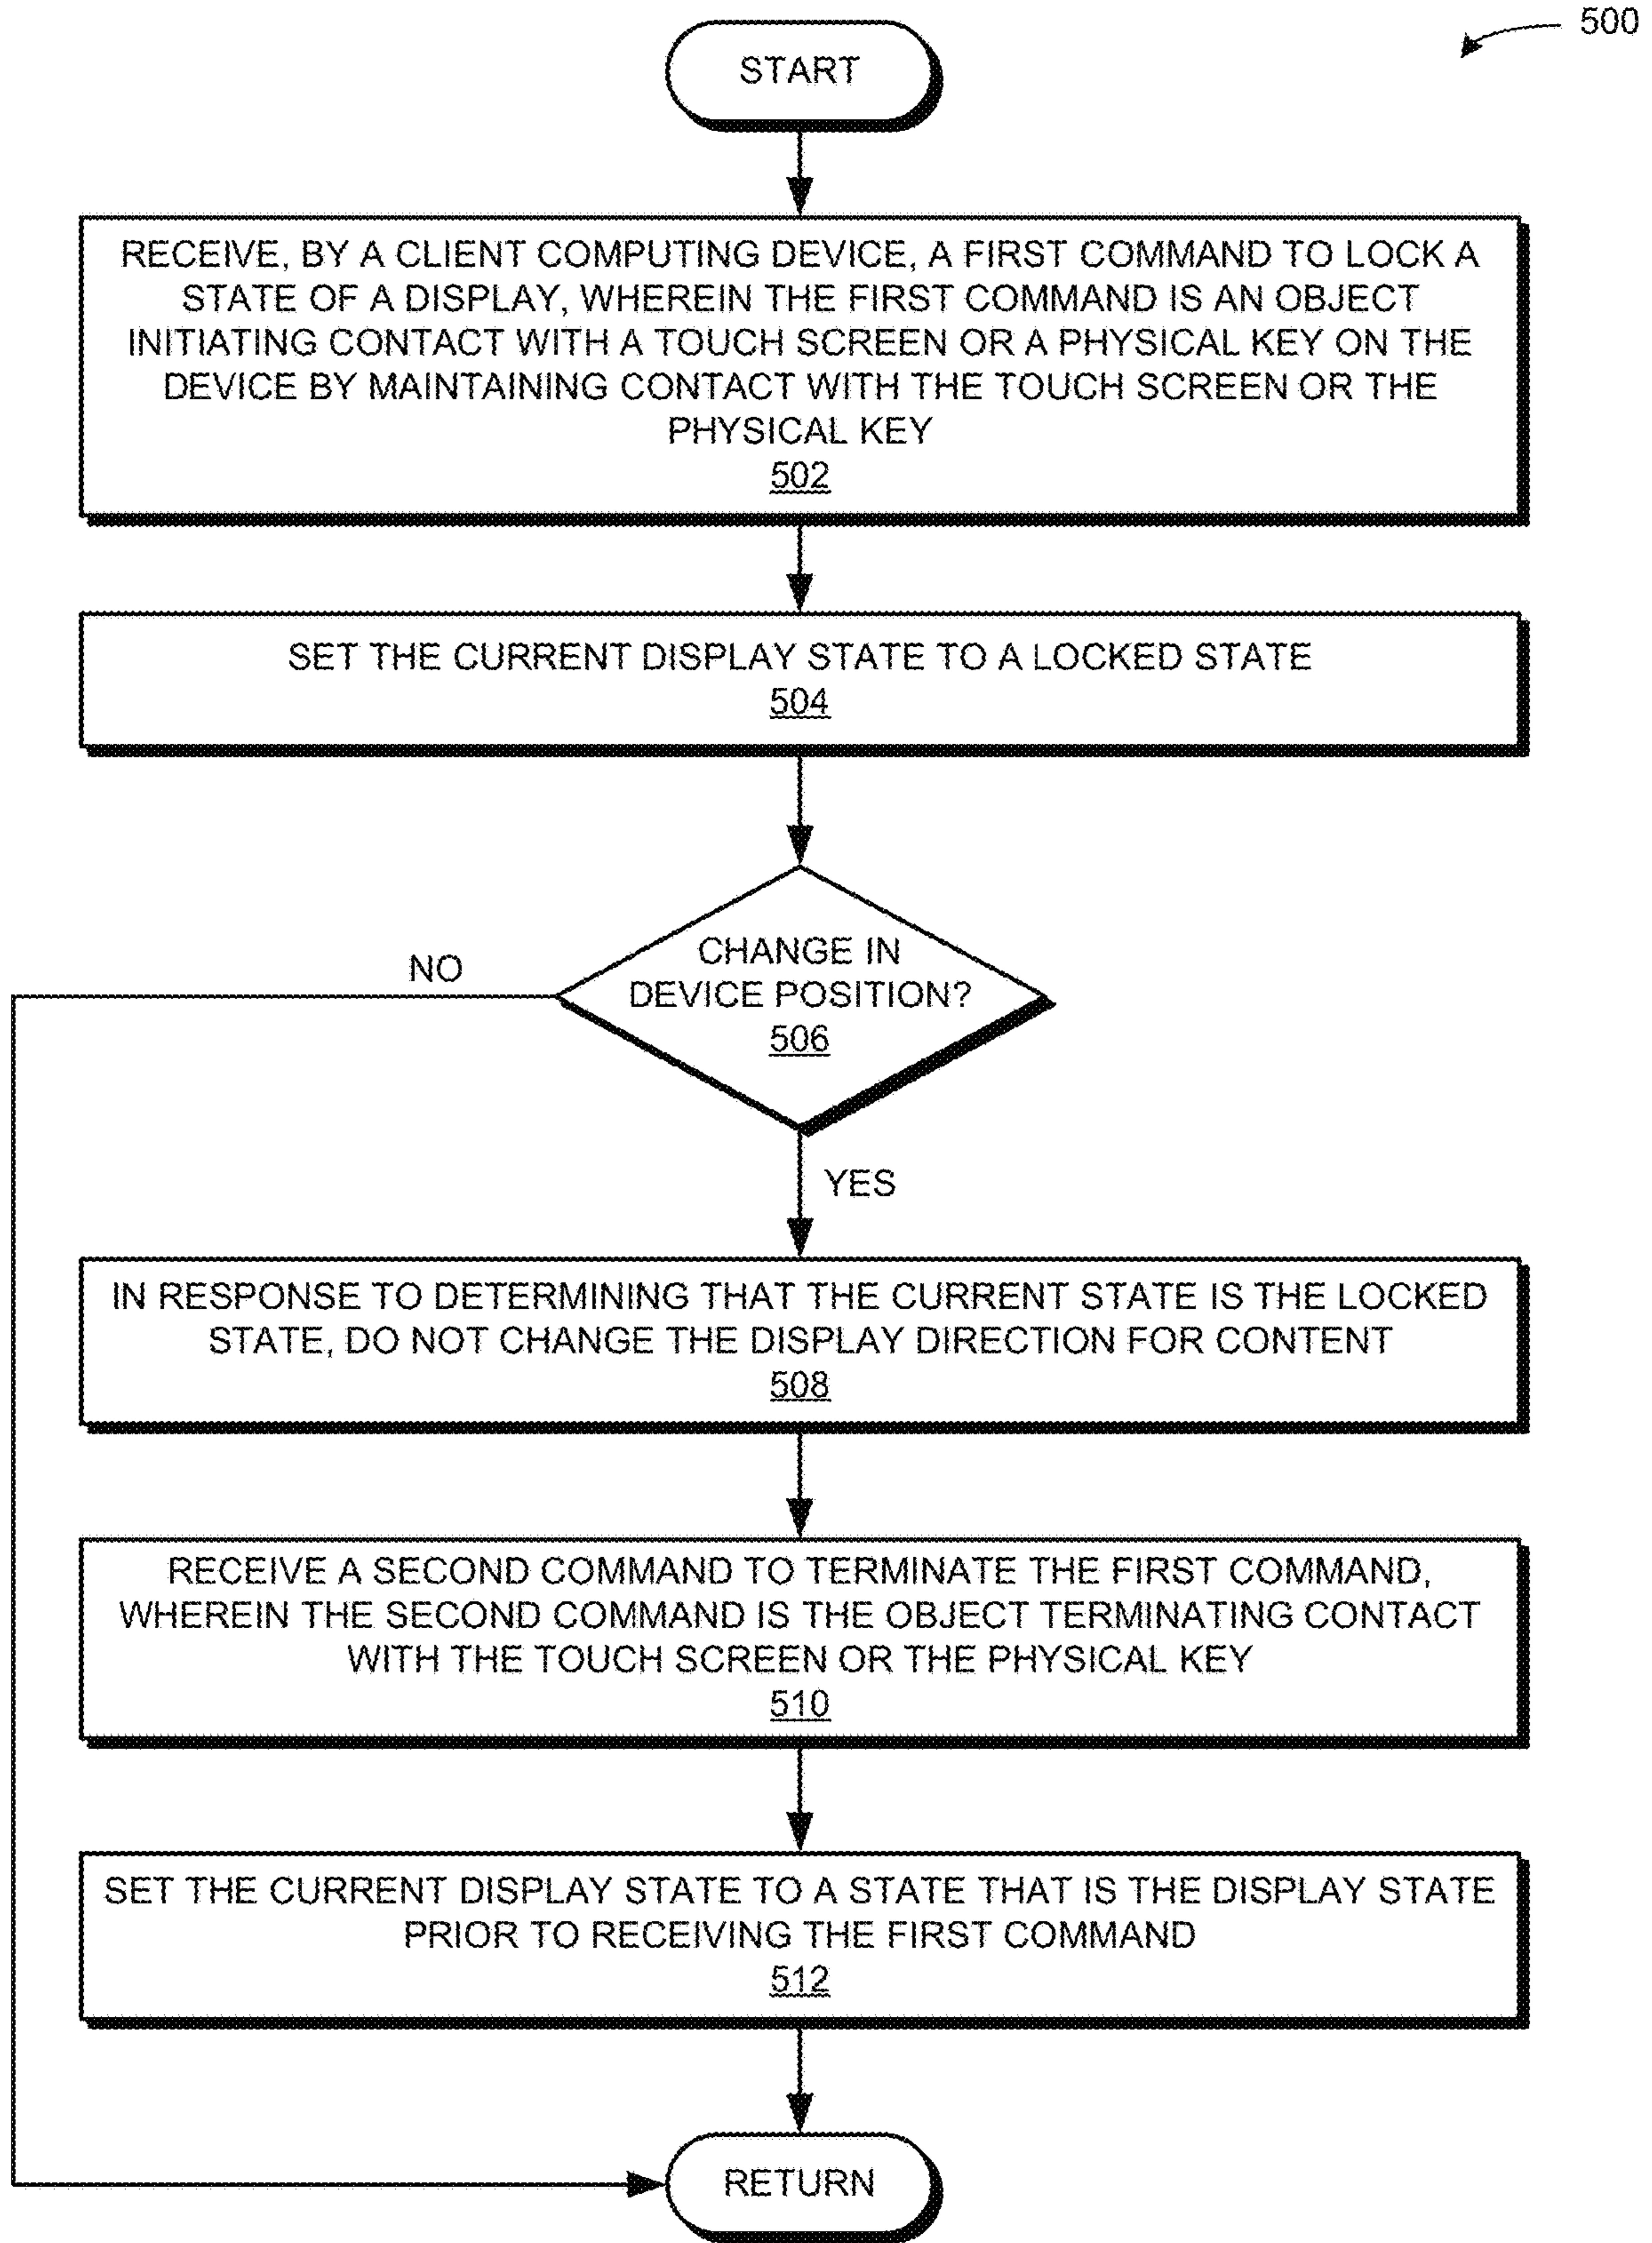 500
START
RECEIVE, BY A CLIENT COMPUTING DEVICE, A FIRST COMMAND TO LOCK A
STATE OF A DISPLAY, WHEREIN THE FIRST COMMAND IS AN OBJECT
INITIATING CONTACT WITH A TOUCH SCREEN OR A PHYSICAL KEY ON THE
DEVICE BY MAINTAINING CONTACT WITH THE TOUCH SCREEN OR THE
PHYSICAL KEY
502
SET THE CURRENT DISPLAY STATE TO A LOCKED STATE
504
CHANGE IN
DEVICE POSITION?
506
NO
YES
IN RESPONSE TO DETERMINING THAT THE CURRENT STATE IS THE LOCKED
STATE, DO NOT CHANGE THE DISPLAY DIRECTION FOR CONTENT
508
RECEIVE A SECOND COMMAND TO TERMINATE THE FIRST COMMAND,
WHEREIN THE SECOND COMMAND IS THE OBJECT TERMINATING CONTACT
WITH THE TOUCH SCREEN OR THE PHYSICAL KEY
510
SET THE CURRENT DISPLAY STATE TO A STATE THAT IS THE DISPLAY STATE
PRIOR TO RECEIVING THE FIRST COMMAND
512
RETURN